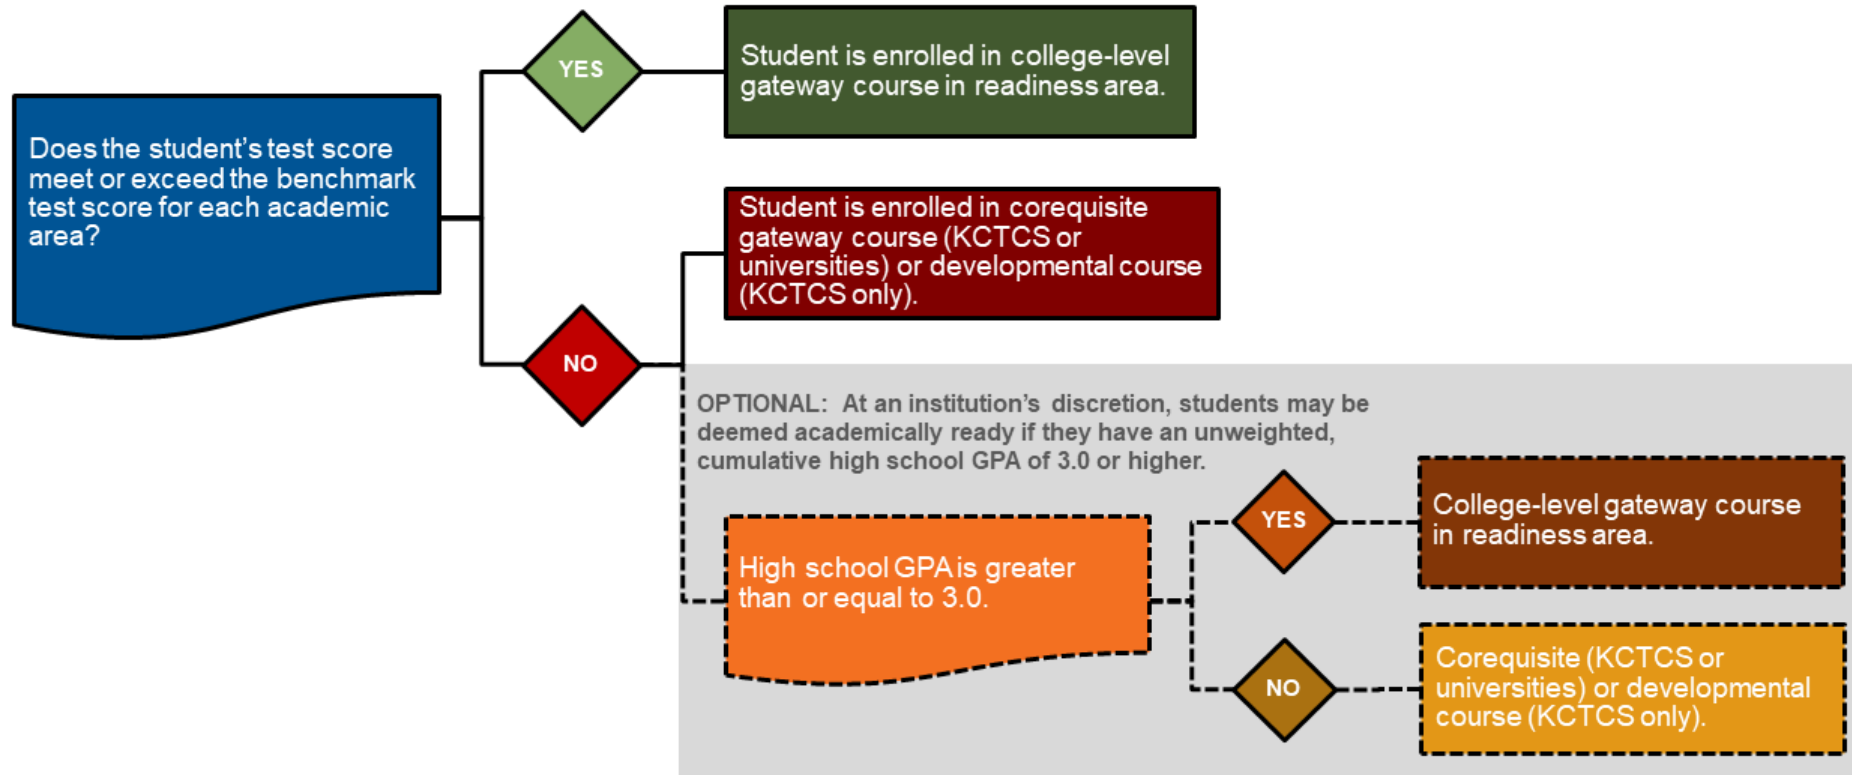 YES
Student is enrolled in college-level
gateway course in readiness area.
Does the student's test score
meet or exceed the benchmark
test score for each academic
area?
Student is enrolled in corequisite
gateway course (KCTCS or
universities) or developmental course
(KCTCS only).
NO
OPTIONAL: At an institution's discretion, students may be
deemed academically ready if they have an unweighted,
cumulative high school GPA of 3.0 or higher.
High school GPA is greater
than or equal to 3.0.
YES
College-level gateway course
in readiness area.
NO
Corequisite (KCTCS or
universities) or developmental
course (KCTCS only).